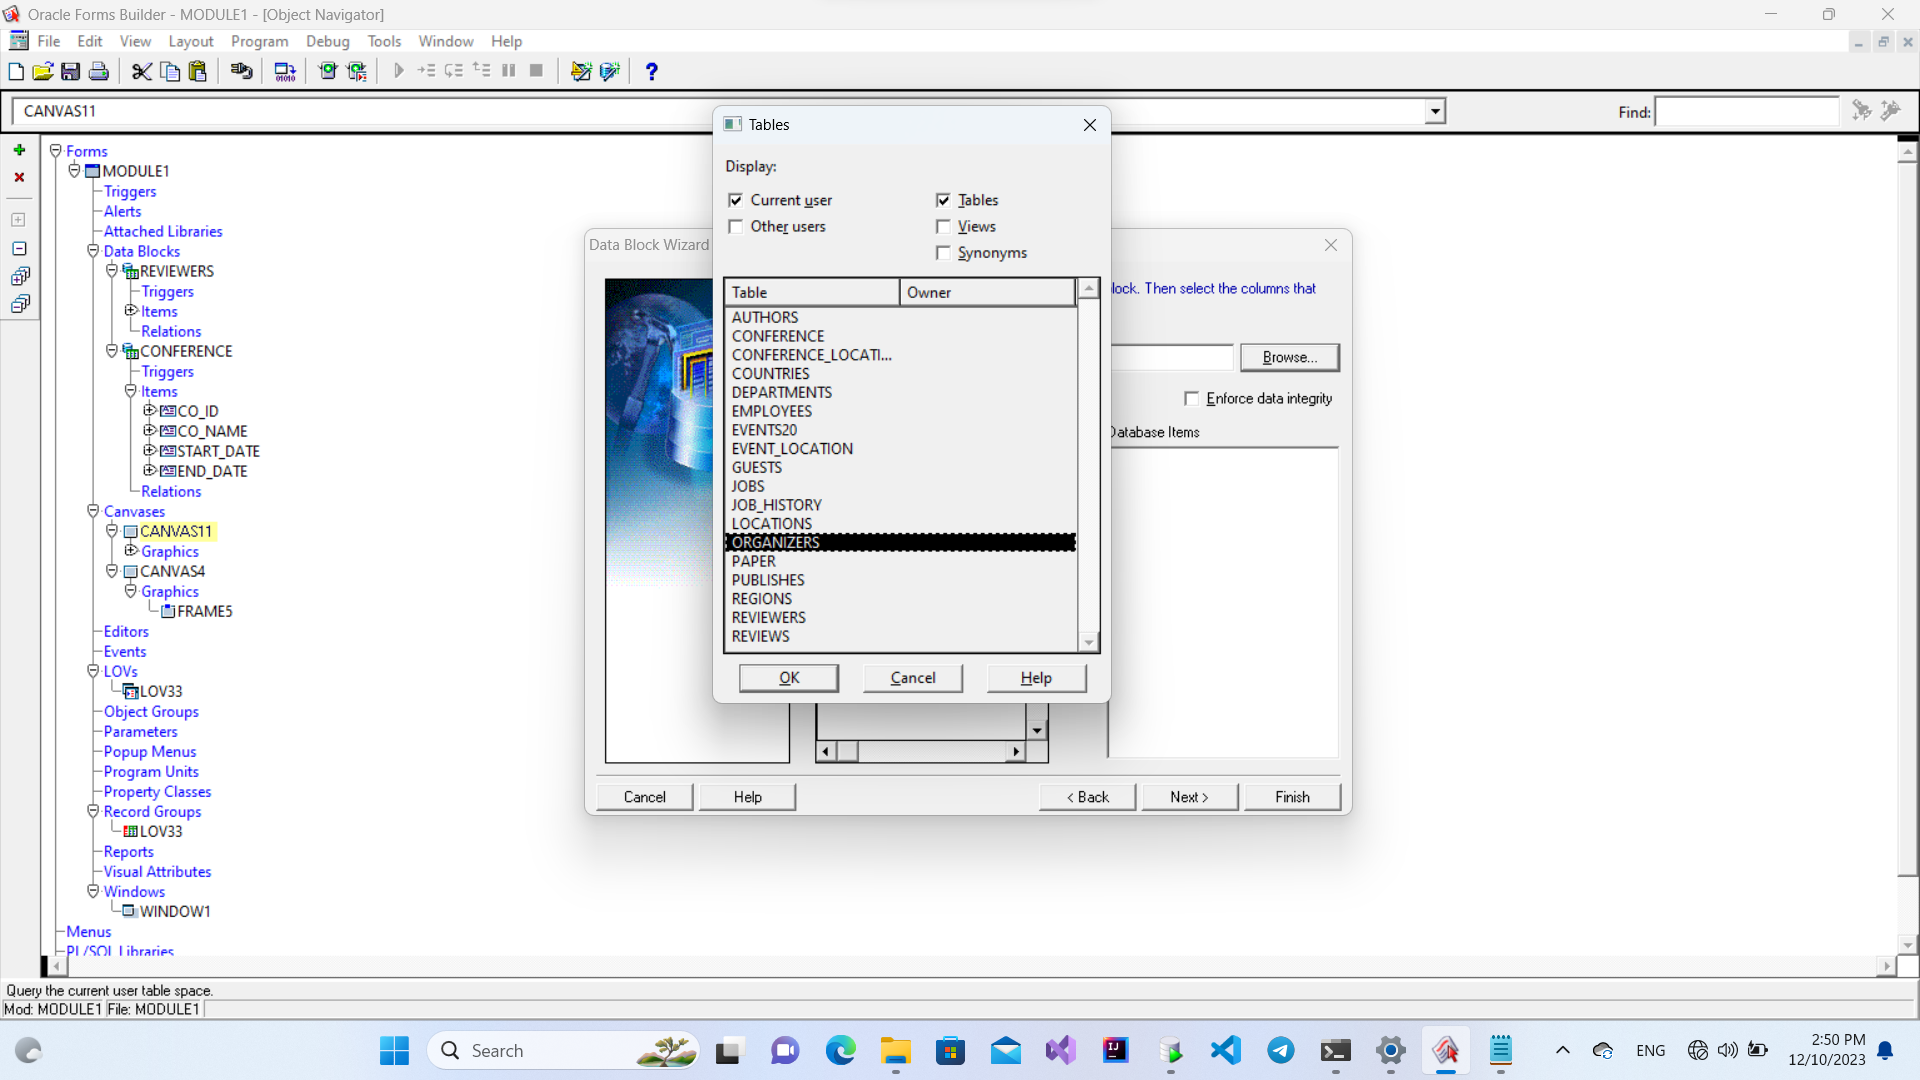 Oracle Forms Builder - MODULE1 - [Object Navigator]
File Edit View Layout Program Debug Tools Window Help
CANVAS11
Find:
Forms
MODULE1
Triggers
Alerts
Attached Libraries
Data Blocks
REVIEWERS
Triggers
Items
Relations
CONFERENCE
Triggers
Items
CO_ID
CO_NAME
START_DATE
END_DATE
Relations
Canvases
CANVAS11
Graphics
CANVAS4
Graphics
FRAME5
Editors
Events
LOVs
LOV33
Object Groups
Parameters
Popup Menus
Program Units
Property Classes
Record Groups
LOV33
Reports
Visual Attributes
Windows
WINDOW1
Menus
PL/SQL Libraries
Data Block Wizard
lock. Then select the columns that
Browse...
Enforce data integrity
Database Items
Cancel
Help
< Back
Next >
Finish
Tables
Display:
Current user
Tables
Other users
Views
Synonyms
Table Owner
AUTHORS
CONFERENCE
CONFERENCE_LOCATI...
COUNTRIES
DEPARTMENTS
EMPLOYEES
EVENTS20
EVENT_LOCATION
GUESTS
JOBS
JOB_HISTORY
LOCATIONS
ORGANIZERS
PAPER
PUBLISHES
REGIONS
REVIEWERS
REVIEWS
OK
Cancel
Help
Query the current user table space.
Mod: MODULE1 File: MODULE1
Search
ENG
2:50 PM
12/10/2023